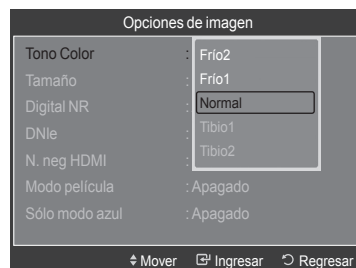 Opciones de imagen
Tono Color : Frío2
Tamaño : Frío1
Digital NR : Normal
DNIe : Tibio1
N. neg HDMI : Tibio2
Modo película : Apagado
Sólo modo azul : Apagado
Mover Ingresar Regresar